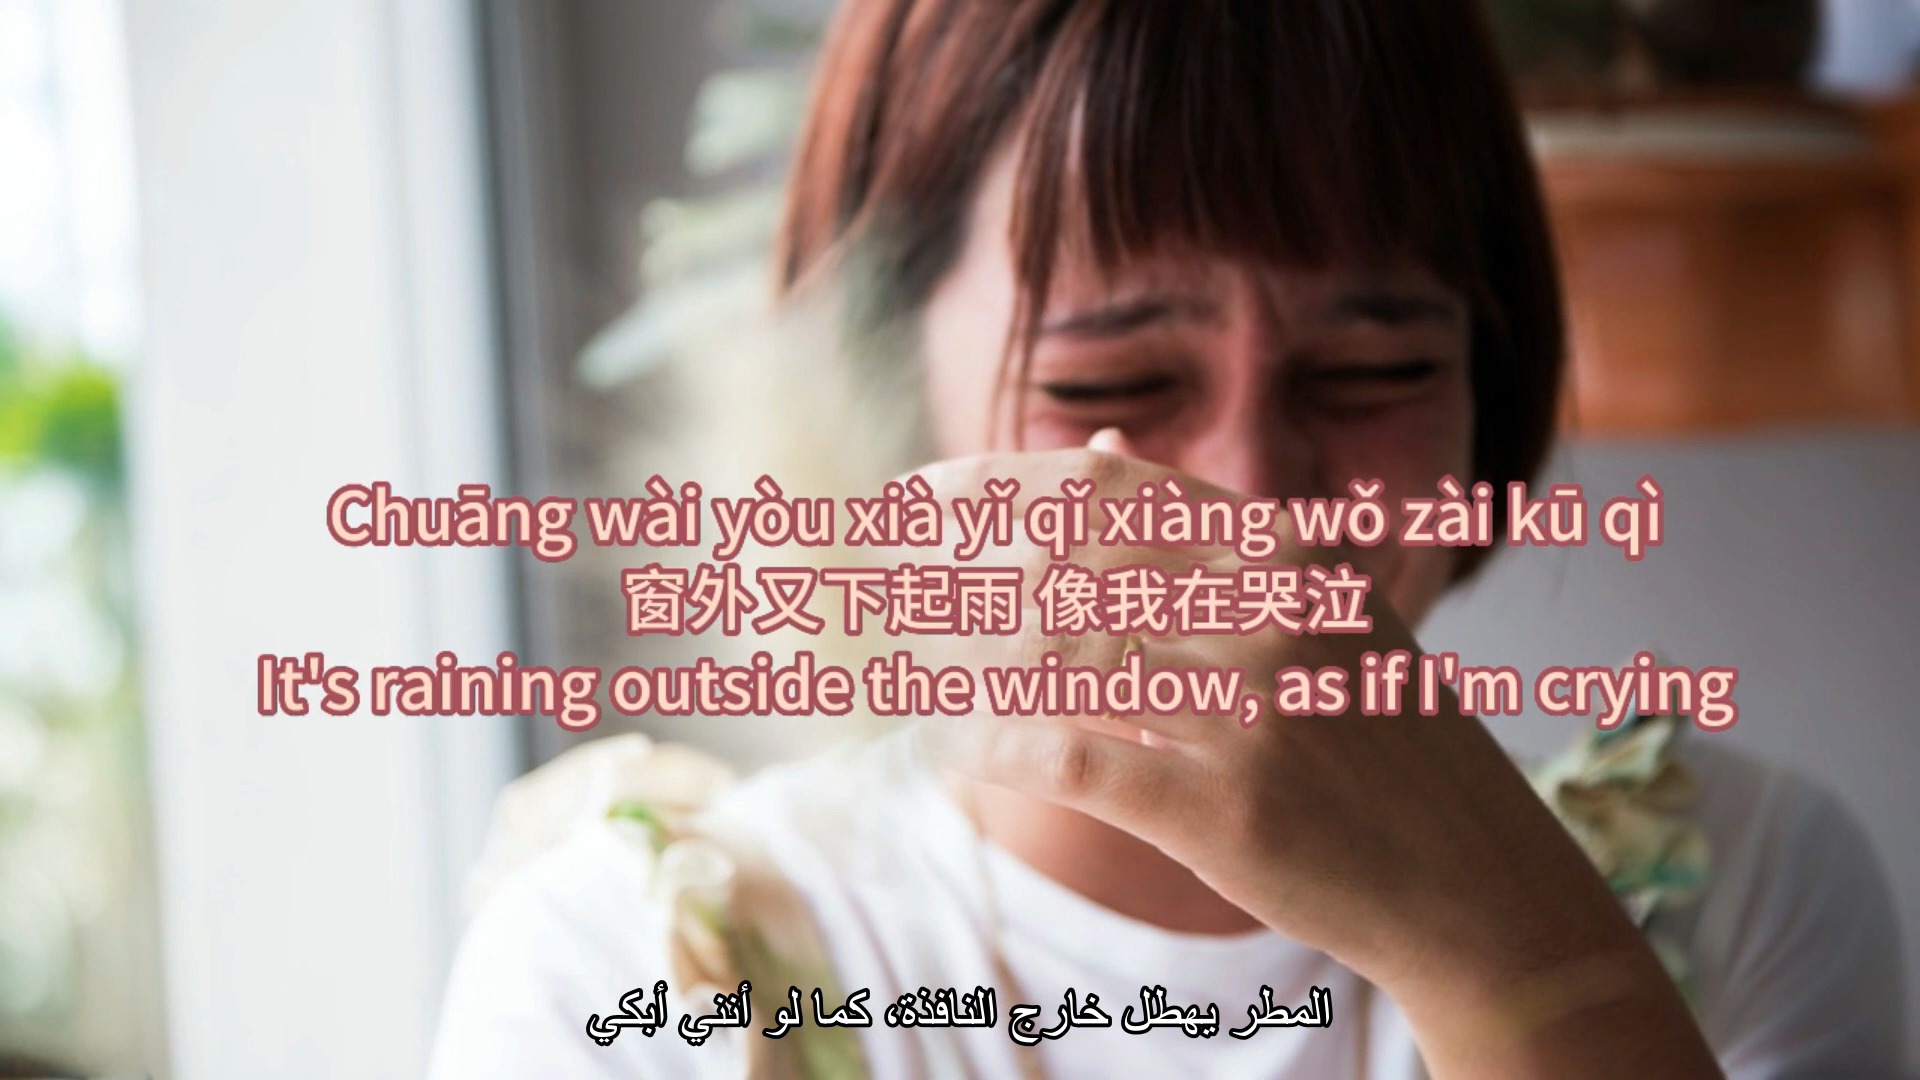 Chuāng wài yòu xià yǐ qǐ xiàng wǒ zài kū qì
窗外又下起雨 像我在哭泣
It's raining outside the window, as if I'm crying
المطر يهطل خارج النافذة، كما لو أنني أبكي